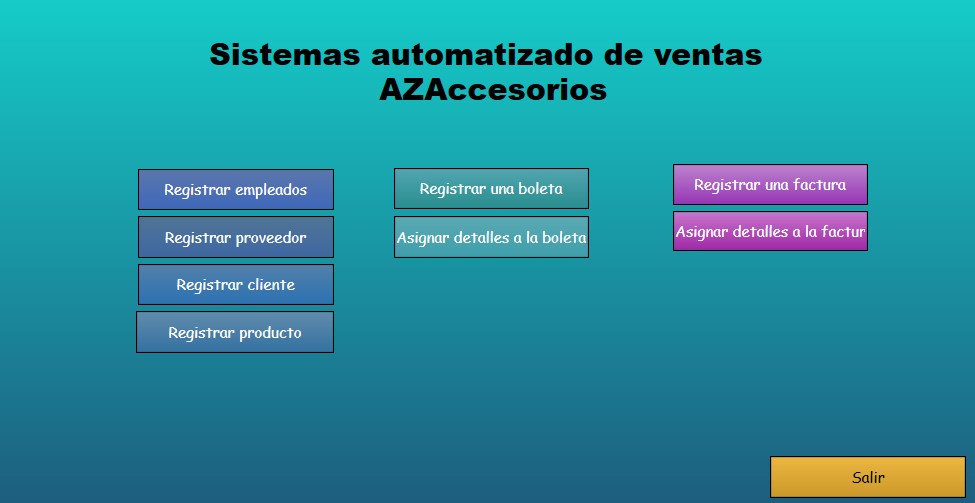 Sistemas automatizado de ventas
AZAccesorios
Registrar empleados
Registrar proveedor
Registrar cliente
Registrar producto
Registrar una boleta
Asignar detalles a la boleta
Registrar una factura
Asignar detalles a la factur
Salir